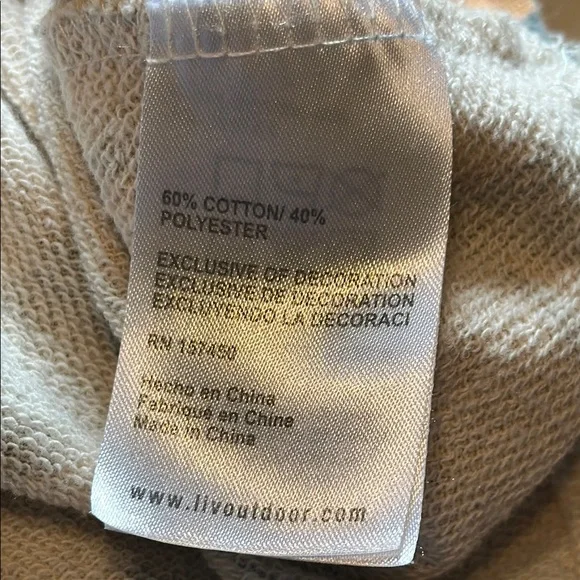 60% COTTON/ 40%
POLYESTER
EXCLUSIVE OF DECORATION
EXCLUSIVE DE DECORATION
EXCLUYENDO LA DECORACI
RN 157450
Hecho en China
Fabriqué en Chine
Made in China
www.livoutdoor.com